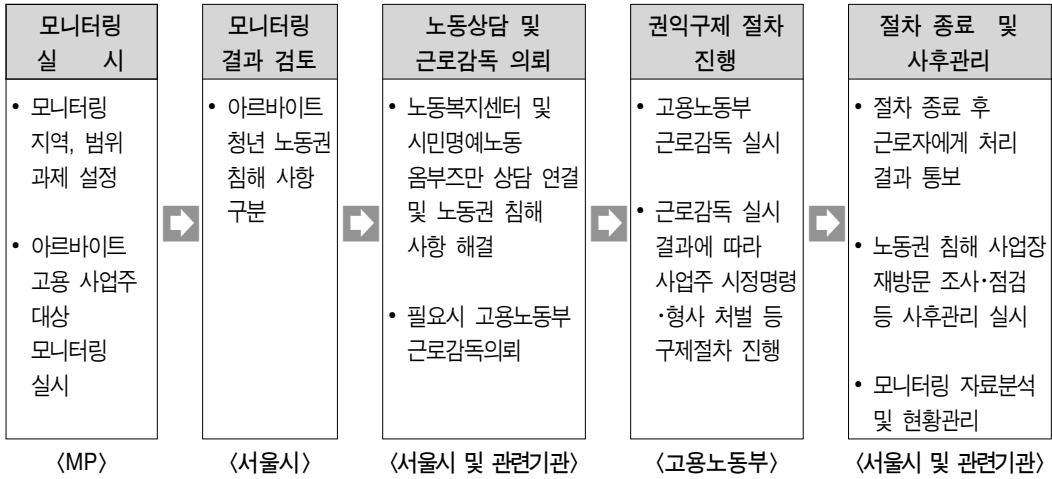 모니터링
실 시
• 모니터링
지역, 범위
과제 설정
• 아르바이트
고용 사업주
대상
모니터링
실시
〈MP〉
모니터링
결과 검토
• 아르바이트
청년 노동권
침해 사항
구분
〈서울시〉
노동상담 및
근로감독 의뢰
• 노동복지센터 및
시민명예노동
옴부즈만 상담 연결
및 노동권 침해
사항 해결
• 필요시 고용노동부
근로감독의뢰
〈서울시 및 관련기관〉
권익구제 절차
진행
• 고용노동부
근로감독 실시
• 근로감독 실시
결과에 따라
사업주 시정명령
·형사 처벌 등
구제절차 진행
〈고용노동부〉
절차 종료 및
사후관리
• 절차 종료 후
근로자에게 처리
결과 통보
• 노동권 침해 사업장
재방문 조사·점검
등 사후관리 실시
• 모니터링 자료분석
및 현황관리
〈서울시 및 관련기관〉